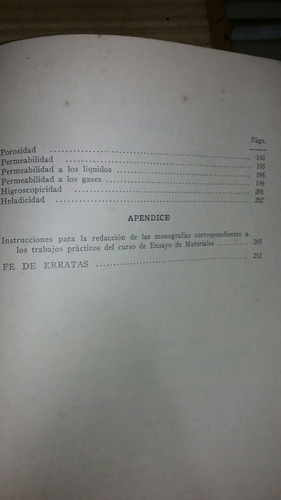 Págs.
Porosidad 193
Permeabilidad 195
Permeabilidad a los líquidos 196
Permeabilidad a los gases 198
Higroscopicidad 201
Heladicidad 202
APENDICE
Instrucciones para la redacción de las monografías correspondientes a
los trabajos prácticos del curso de Ensayo de Materiales 205
FE DE ERRATAS 212